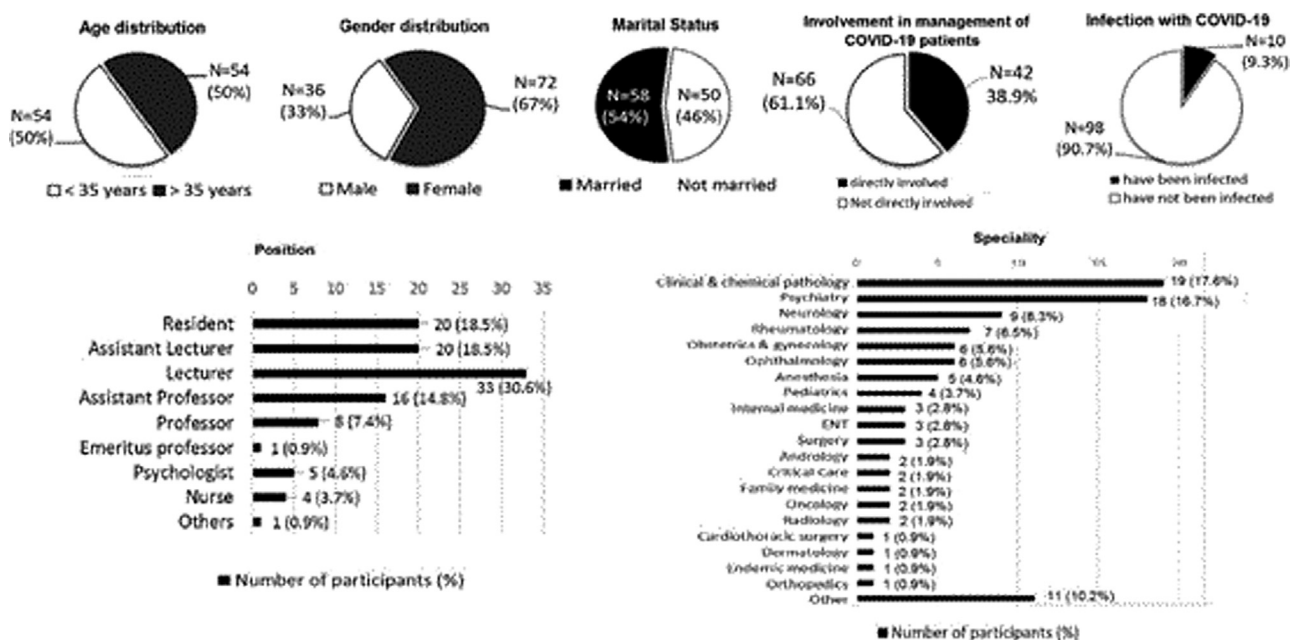 Age distribution
N=54
(50%)
N=54
(50%)
< 35 years > 35 years
Gender distribution
N=36
(33%)
N=72
(67%)
Male Female
Marital Status
N=58
(54%)
N=50
(46%)
Married Not married
Involvement in management of
COVID-19 patients
N=66
(61.1%)
N=42
38.9%
directly involved
Not directly involved
Infection with COVID-19
N=10
(9.3%)
N=98
(90.7%)
have been infected
have not been infected
Position
0 5 10 15 20 25 30 35
Resident 20 (18.5%)
Assistant Lecturer 20 (18.5%)
Lecturer 33 (30.6%)
Assistant Professor 16 (14.8%)
Professor 8 (7.4%)
Emeritus professor 1 (0.9%)
Psychologist 5 (4.6%)
Nurse 4 (3.7%)
Others 1 (0.9%)
Number of participants (%)
Speciality
Clinical & chemical pathology 19 (17.6%)
Psychiatry 18 (16.7%)
Neurology 9 (8.3%)
Rheumatology 7 (6.5%)
Obstetrics & gynecology 6 (5.6%)
Ophthalmology 6 (5.6%)
Anesthesia 5 (4.6%)
Pediatrics 4 (3.7%)
Internal medicine 3 (2.8%)
ENT 3 (2.8%)
Surgery 3 (2.8%)
Andrology 2 (1.9%)
Critical Care 2 (1.9%)
Family medicine 2 (1.9%)
Oncology 2 (1.9%)
Radiology 2 (1.9%)
Cardiothoracic surgery 1 (0.9%)
Dermatology 1 (0.9%)
Endemic medicine 1 (0.9%)
Orthopedics 1 (0.9%)
Other 11 (10.2%)
Number of participants (%)